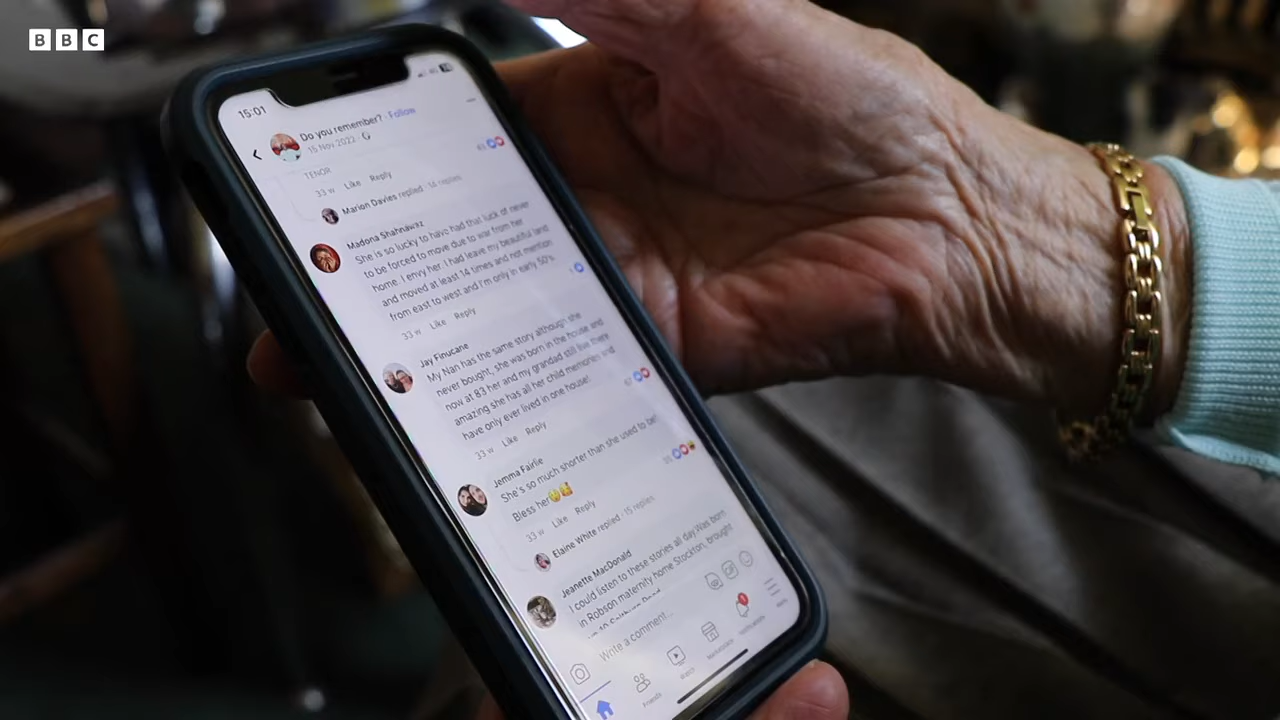 BBC
15:01
Do you remember? · Follow
15 Nov 2022
TENOR
33 w Like Reply
Marion Davies replied · 14 replies
Madona Shahnawaz
She is so lucky to have had that luck of never
to be forced to move due to war from her
home. I envy her. I had leave my beautiful land
and moved at least 14 times and not mention
from east to west and I'm only in early 50's.
33 w Like Reply
Jay Finucane
My Nan has the same story although she
never bought, she was born in the house and
now at 83 her and my grandad still live there
amazing she has all her child memories and
have only ever lived in one house!
33 w Like Reply
Jemma Fairlie
She's so much shorter than she used to be!
Bless her
33 w Like Reply
Elaine White replied · 15 replies
Jeanette MacDonald
I could listen to these stories all day.Was born
in Robson maternity home Stockton, brought
Write a comment...
Friends
Watch
Marketplace
Notifications